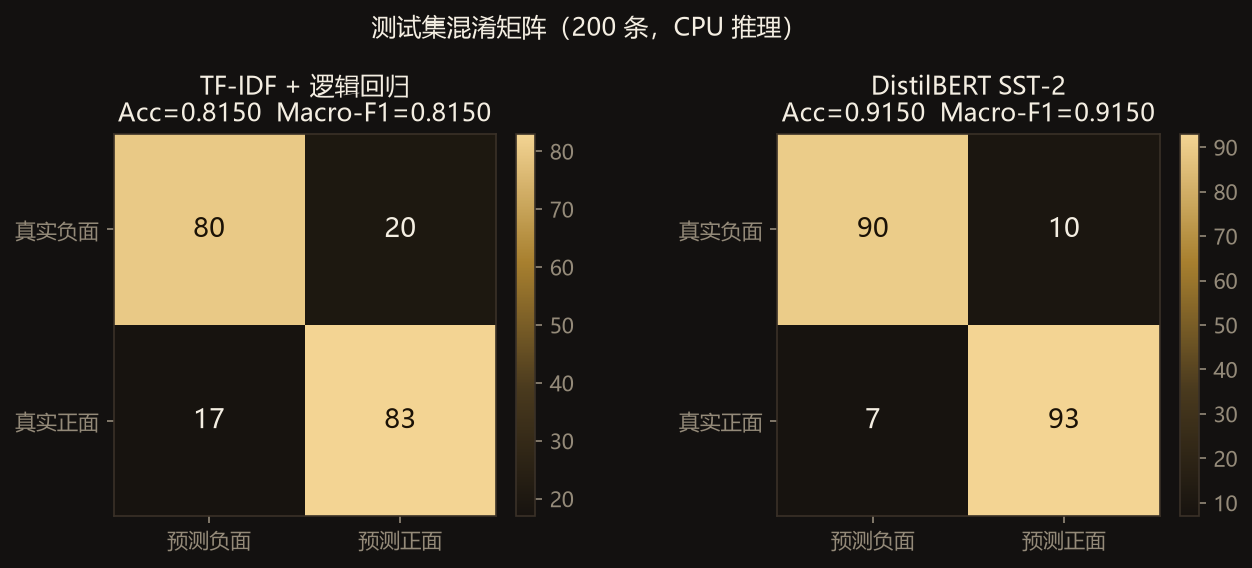 测试集混淆矩阵（200 条，CPU 推理）
TF-IDF + 逻辑回归
Acc=0.8150  Macro-F1=0.8150
80
20
17
83
真实负面
真实正面
预测负面
预测正面
80
70
60
50
40
30
20
DistilBERT SST-2
Acc=0.9150  Macro-F1=0.9150
90
10
7
93
真实负面
真实正面
预测负面
预测正面
90
80
70
60
50
40
30
20
10